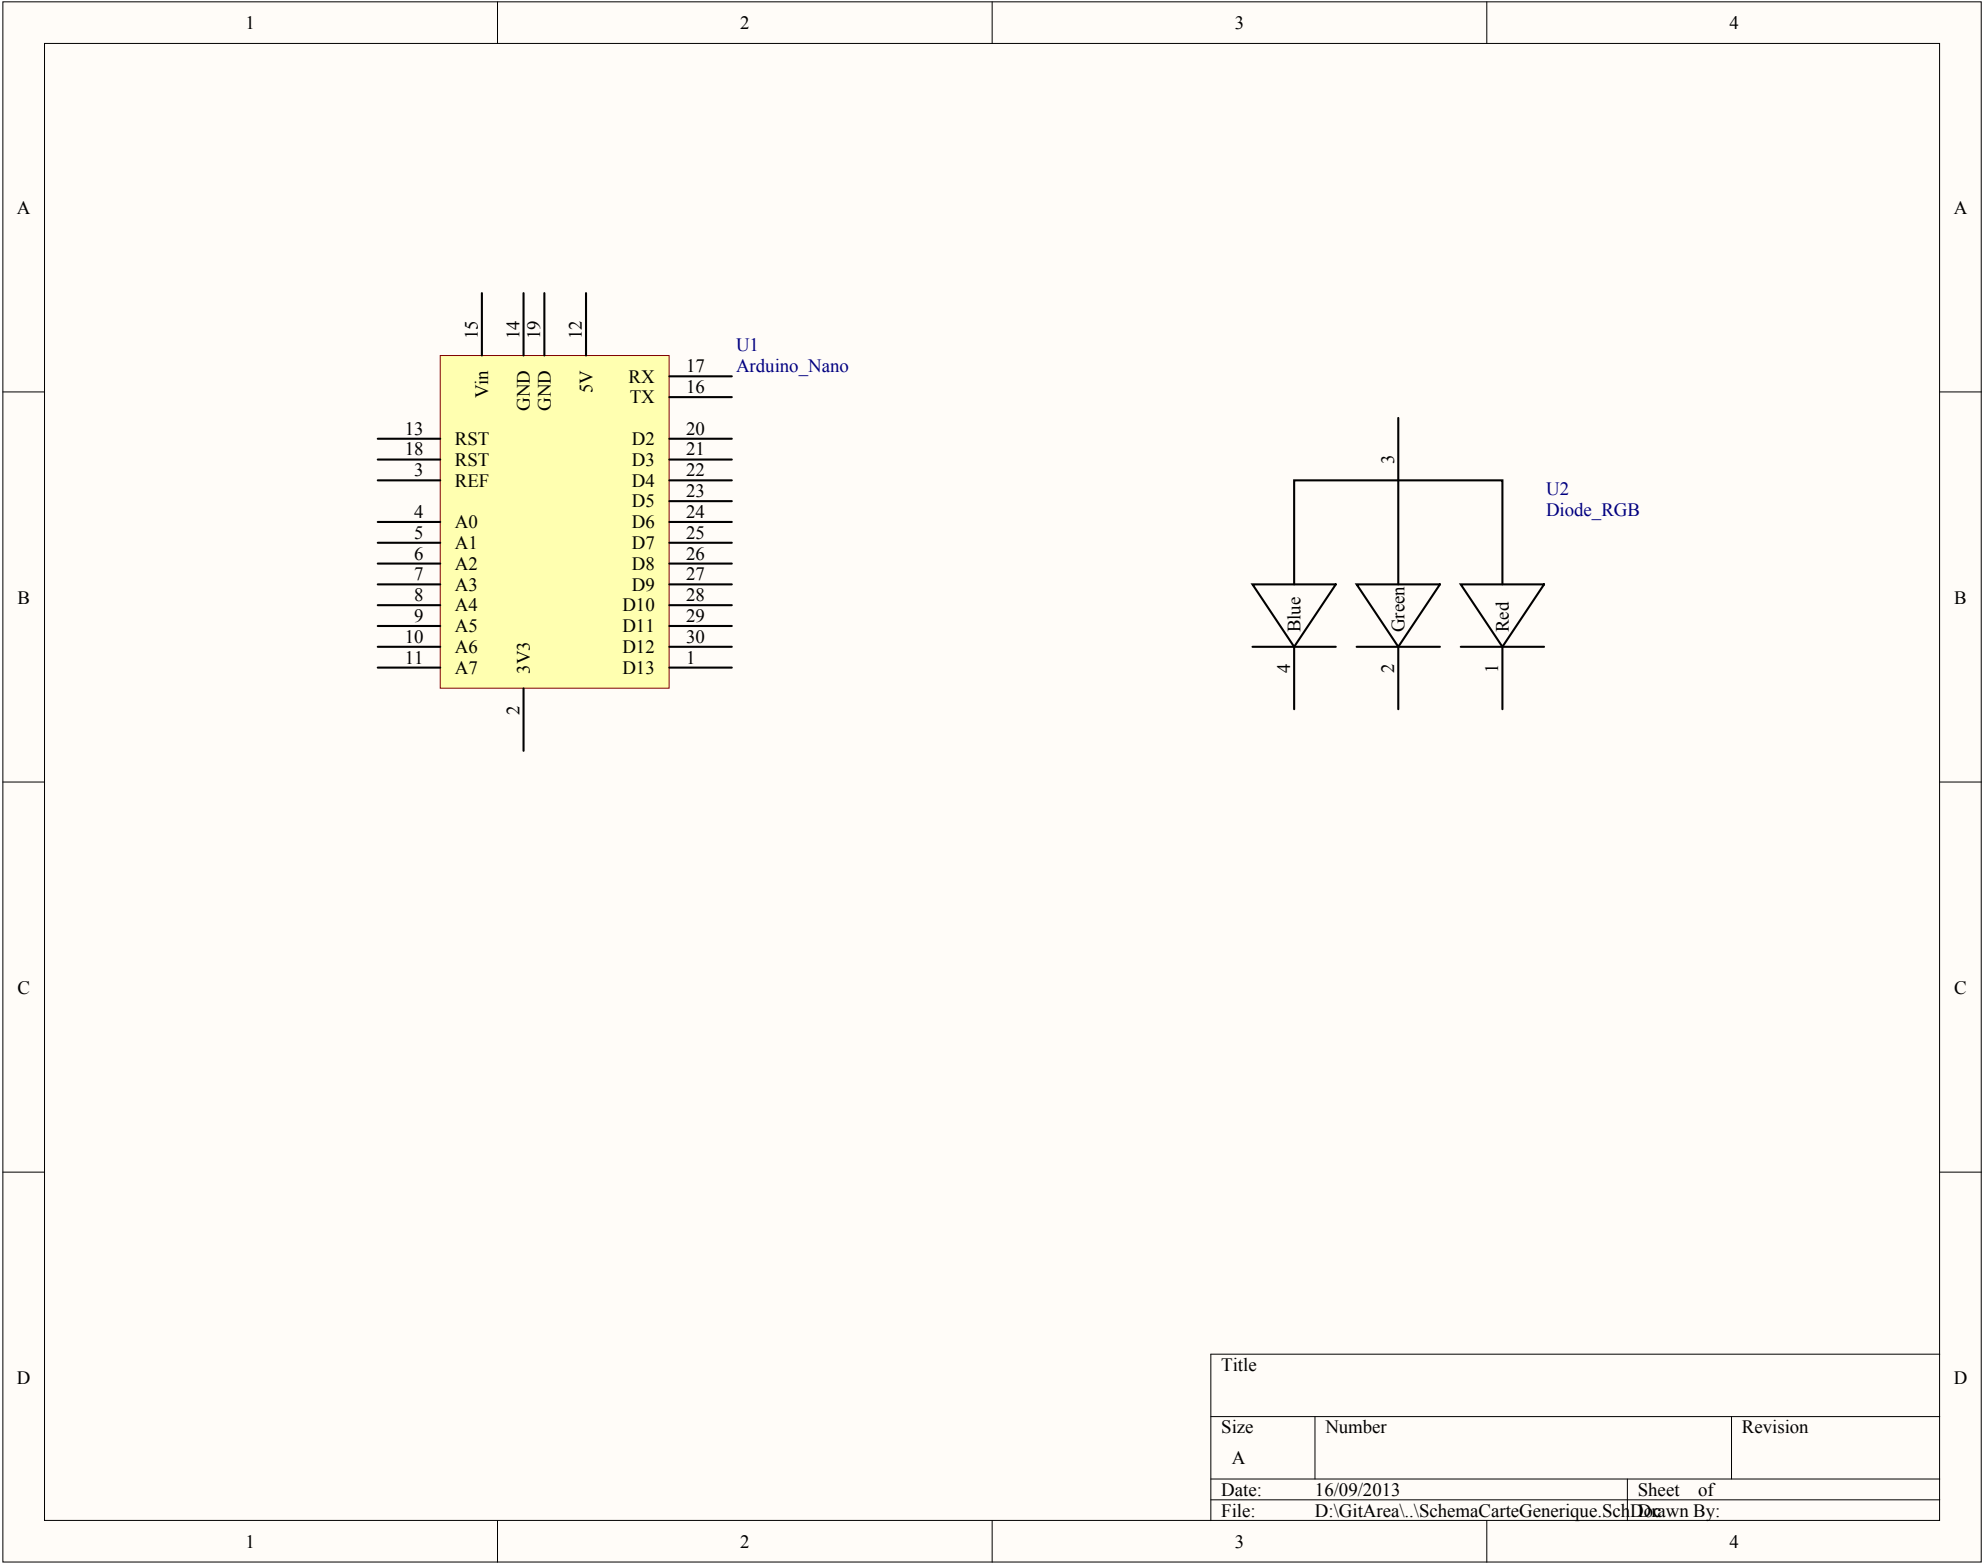 1 2 3 4
A A
15 14 19 12
U1
Arduino_Nano
Vin GND GND 5V
RX 17
TX 16
13 RST D2 20
18 RST D3 21
3 REF D4 22
D5 23
4 A0 D6 24
5 A1 D7 25
6 A2 D8 26
7 A3 D9 27
8 A4 D10 28
9 A5 D11 29
10 A6 D12 30
11 A7 D13 1
3V3
2
3
U2
Diode_RGB
Blue Green Red
4 2 1
B B
C C
D D
Title
Size Number Revision
A
Date: 16/09/2013 Sheet of
File: D:\GitArea\..\SchemaCarteGenerique.SchDoc Drawn By:
1 2 3 4